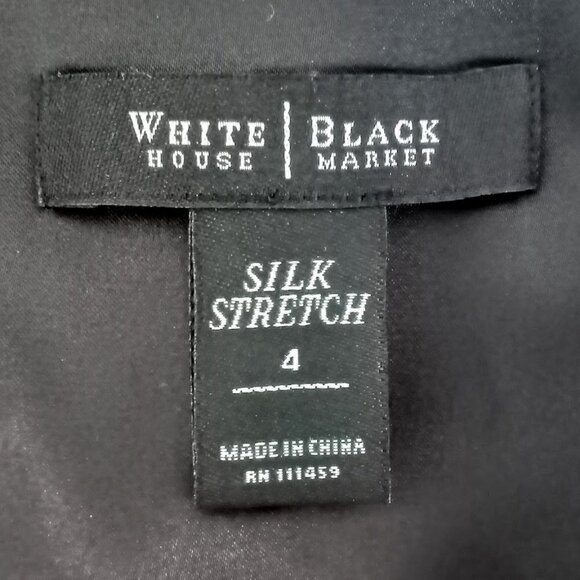 WHITE | BLACK
HOUSE | MARKET
SILK
STRETCH
4
MADE IN CHINA
RN 111459